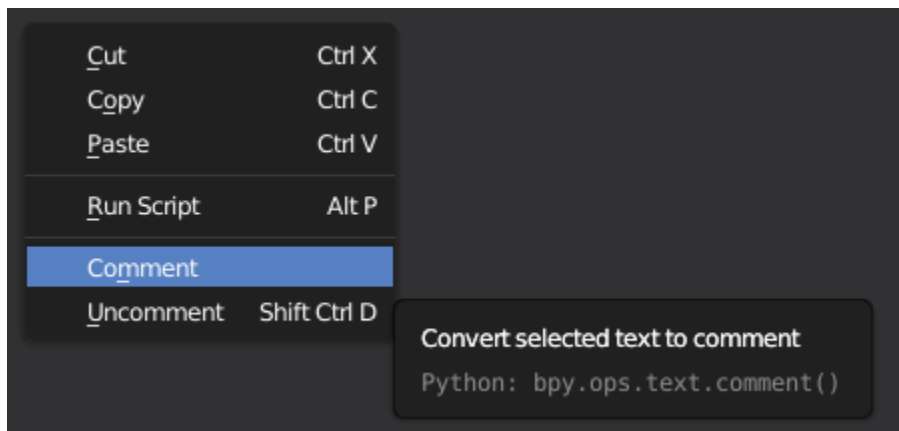 Cut Ctrl X
Copy Ctrl C
Paste Ctrl V
Run Script Alt P
Comment
Uncomment Shift Ctrl D
Convert selected text to comment
Python: bpy.ops.text.comment()